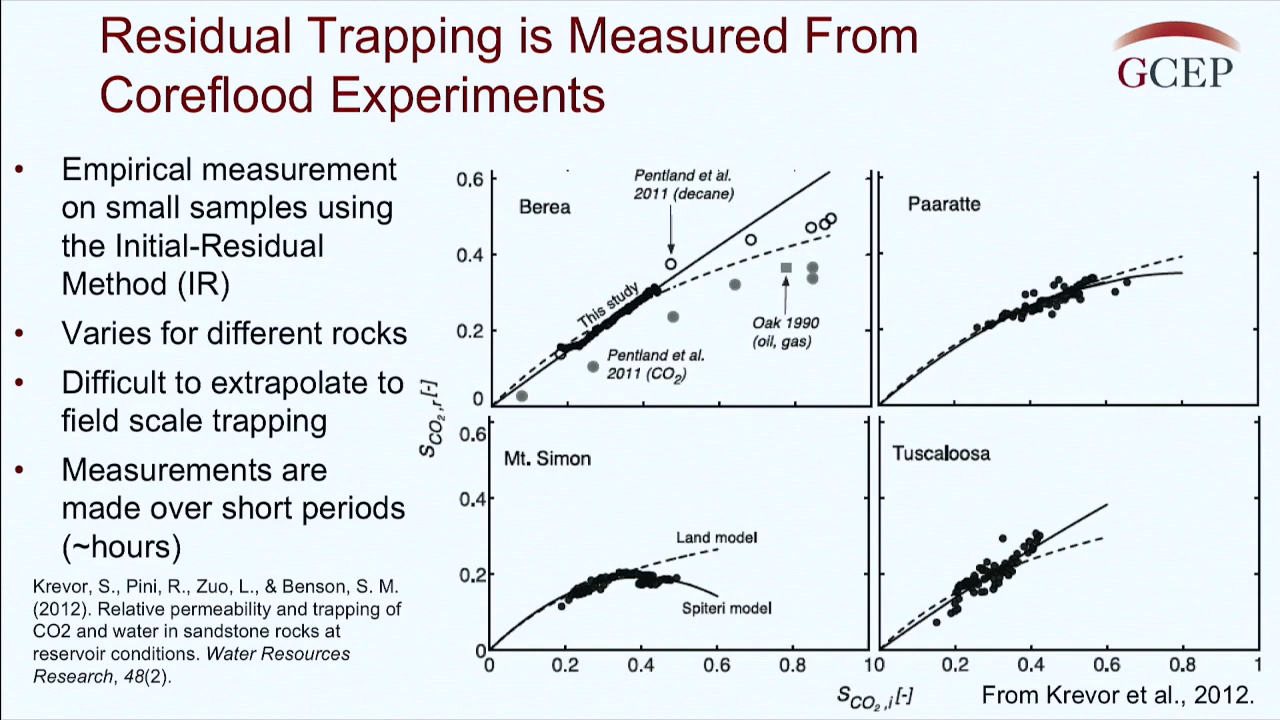 Residual Trapping is Measured From
Coreflood Experiments
GCEP
• Empirical measurement
on small samples using
the Initial-Residual
Method (IR)
• Varies for different rocks
• Difficult to extrapolate to
field scale trapping
• Measurements are
made over short periods
(~hours)
Krevor, S., Pini, R., Zuo, L., & Benson, S. M.
(2012). Relative permeability and trapping of
CO2 and water in sandstone rocks at
reservoir conditions. Water Resources
Research, 48(2).
S_CO₂,r[-]
0.6
0.4
0.2
0
Berea
Pentland et al.
2011 (decane)
This study
Oak 1990
(oil, gas)
Pentland et al.
2011 (CO₂)
Paaratte
0.6
0.4
0.2
0
Mt. Simon
Land model
Spiteri model
Tuscaloosa
0 0.2 0.4 0.6 0.8 10 0.2 0.4 0.6 0.8 1
S_CO₂,i[-]
From Krevor et al., 2012.